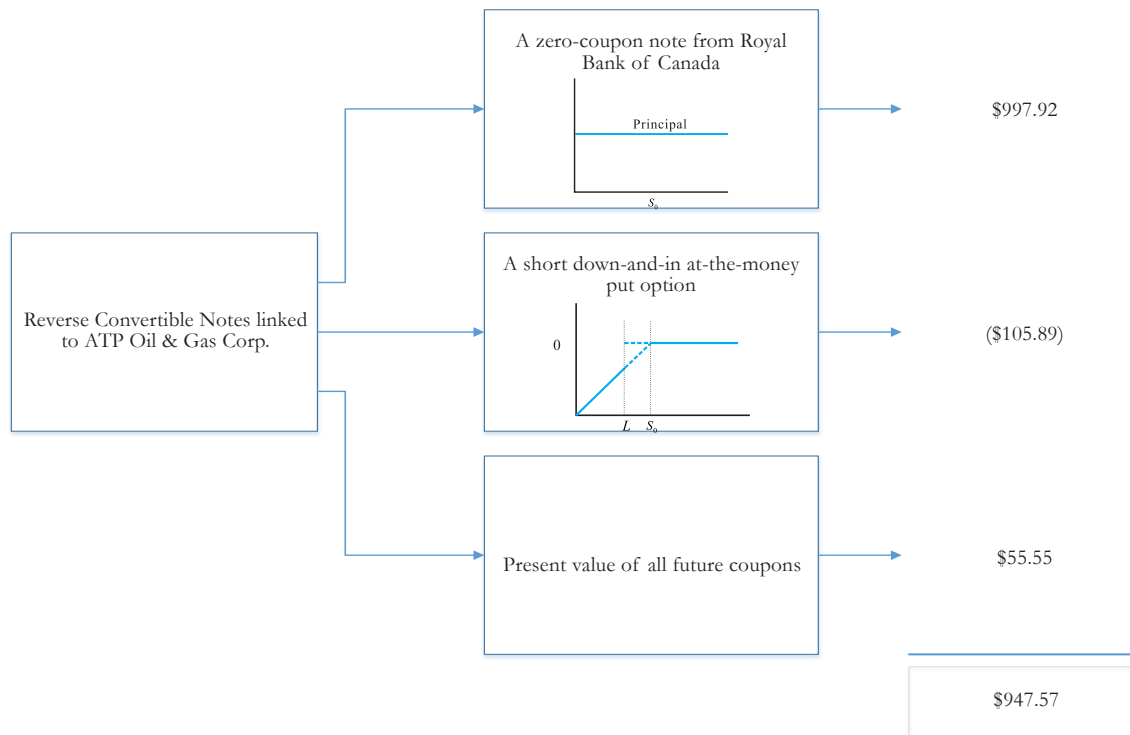 A zero-coupon note from Royal
Bank of Canada
Principal
S₀
$997.92
Reverse Convertible Notes linked
to ATP Oil & Gas Corp.
A short down-and-in at-the-money
put option
0
L S₀
($105.89)
Present value of all future coupons
$55.55
$947.57